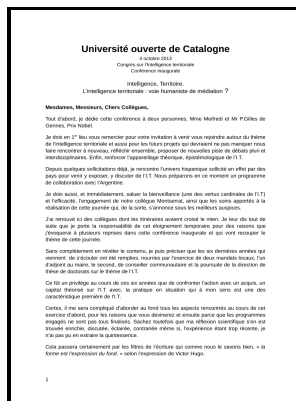 Université ouverte de Catalogne
4 octobre 2013
Congrés sur l'Intelligence territoriale
Conférence inaugurale
Intelligence, Territoire.
L'intelligence territoriale : voie humaniste de médiation ?
Mesdames, Messieurs, Chers Collègues,
Tout d'abord, je dédie cette conférence à deux personnes, Mme Melfredi et Mr P.Gilles de
Gennes, Prix Nobel.
Je dois en 1er lieu vous remercier pour votre invitation à venir vous rejoindre autour du thème
de l'intelligence territoriale et aussi pour les futurs projets qui devraient ne pas manquer nous
faire rencontrer à nouveau, réfléchir ensemble, proposer de nouvelles piste de débats pluri et
interdisciplinaires. Enfin, renforcer l'appareillage théorique, épistémologique de l'I.T.
Depuis quelques sollicitations déjà, je rencontre l'univers hispanique sollicité en effet par des
pays pour venir y exposer, y discuter de l'I.T. Nous préparons en ce moment un programme
de collaboration avec l'Argentine.
Je dois aussi, et immédiatement, saluer la bienveillance (une des vertus cardinales de l'I.T)
et l'efficacité, l'engagement de notre collègue Montserrat, ainsi que les soins apportés à la
réalisation de cette journée qui, de la sorte, s'annonce sous les meilleurs auspices.
J'ai retrouvé ici des collègues dont les itinéraires avaient croisé le mien. Je leur dis tout de
suite que je porte la responsabilité de cet éloignement temporaire pour des raisons que
j'évoquerai à plusieurs reprises dans cette conférence inaugurale et qui vont recouper le
thème de cette journée.
Sans complètement en révéler le contenu, je puis préciser que les six dernières années qui
viennent de s'écouler ont été remplies, nourries par l'exercice de deux mandats locaux, l'un
d'adjoint au maire, le second, de conseiller communautaire et la poursuite de la direction de
thèse de doctorats sur le thème de l'I.T.
Ce fût un privilège au cours de ces six années que de confronter l'action avec un acquis, un
capital théorisé sur l'I.T avec, la pratique en situation qui à mon sens est une des
caractéristique première de l'I.T.
Certes, il me sera compliqué d'aborder au fond tous les aspects rencontrés au cours de cet
exercice d'abord, pour les raisons que vous devinerez et ensuite parce que les programmes
engagés ne sont pas tous finalisés. Sachez toutefois que ma réflexion scientifique s'en est
trouvée enrichie, discutée, éclairée, contrariée même si, l'expérience étant trop récente, je
n'ai pas pu en extraire la quintessence.
Cela passera certainement par les filtres de l'écriture qui comme nous le savons bien, « la
forme est l'expression du fond. » selon l'expression de Victor Hugo.
1